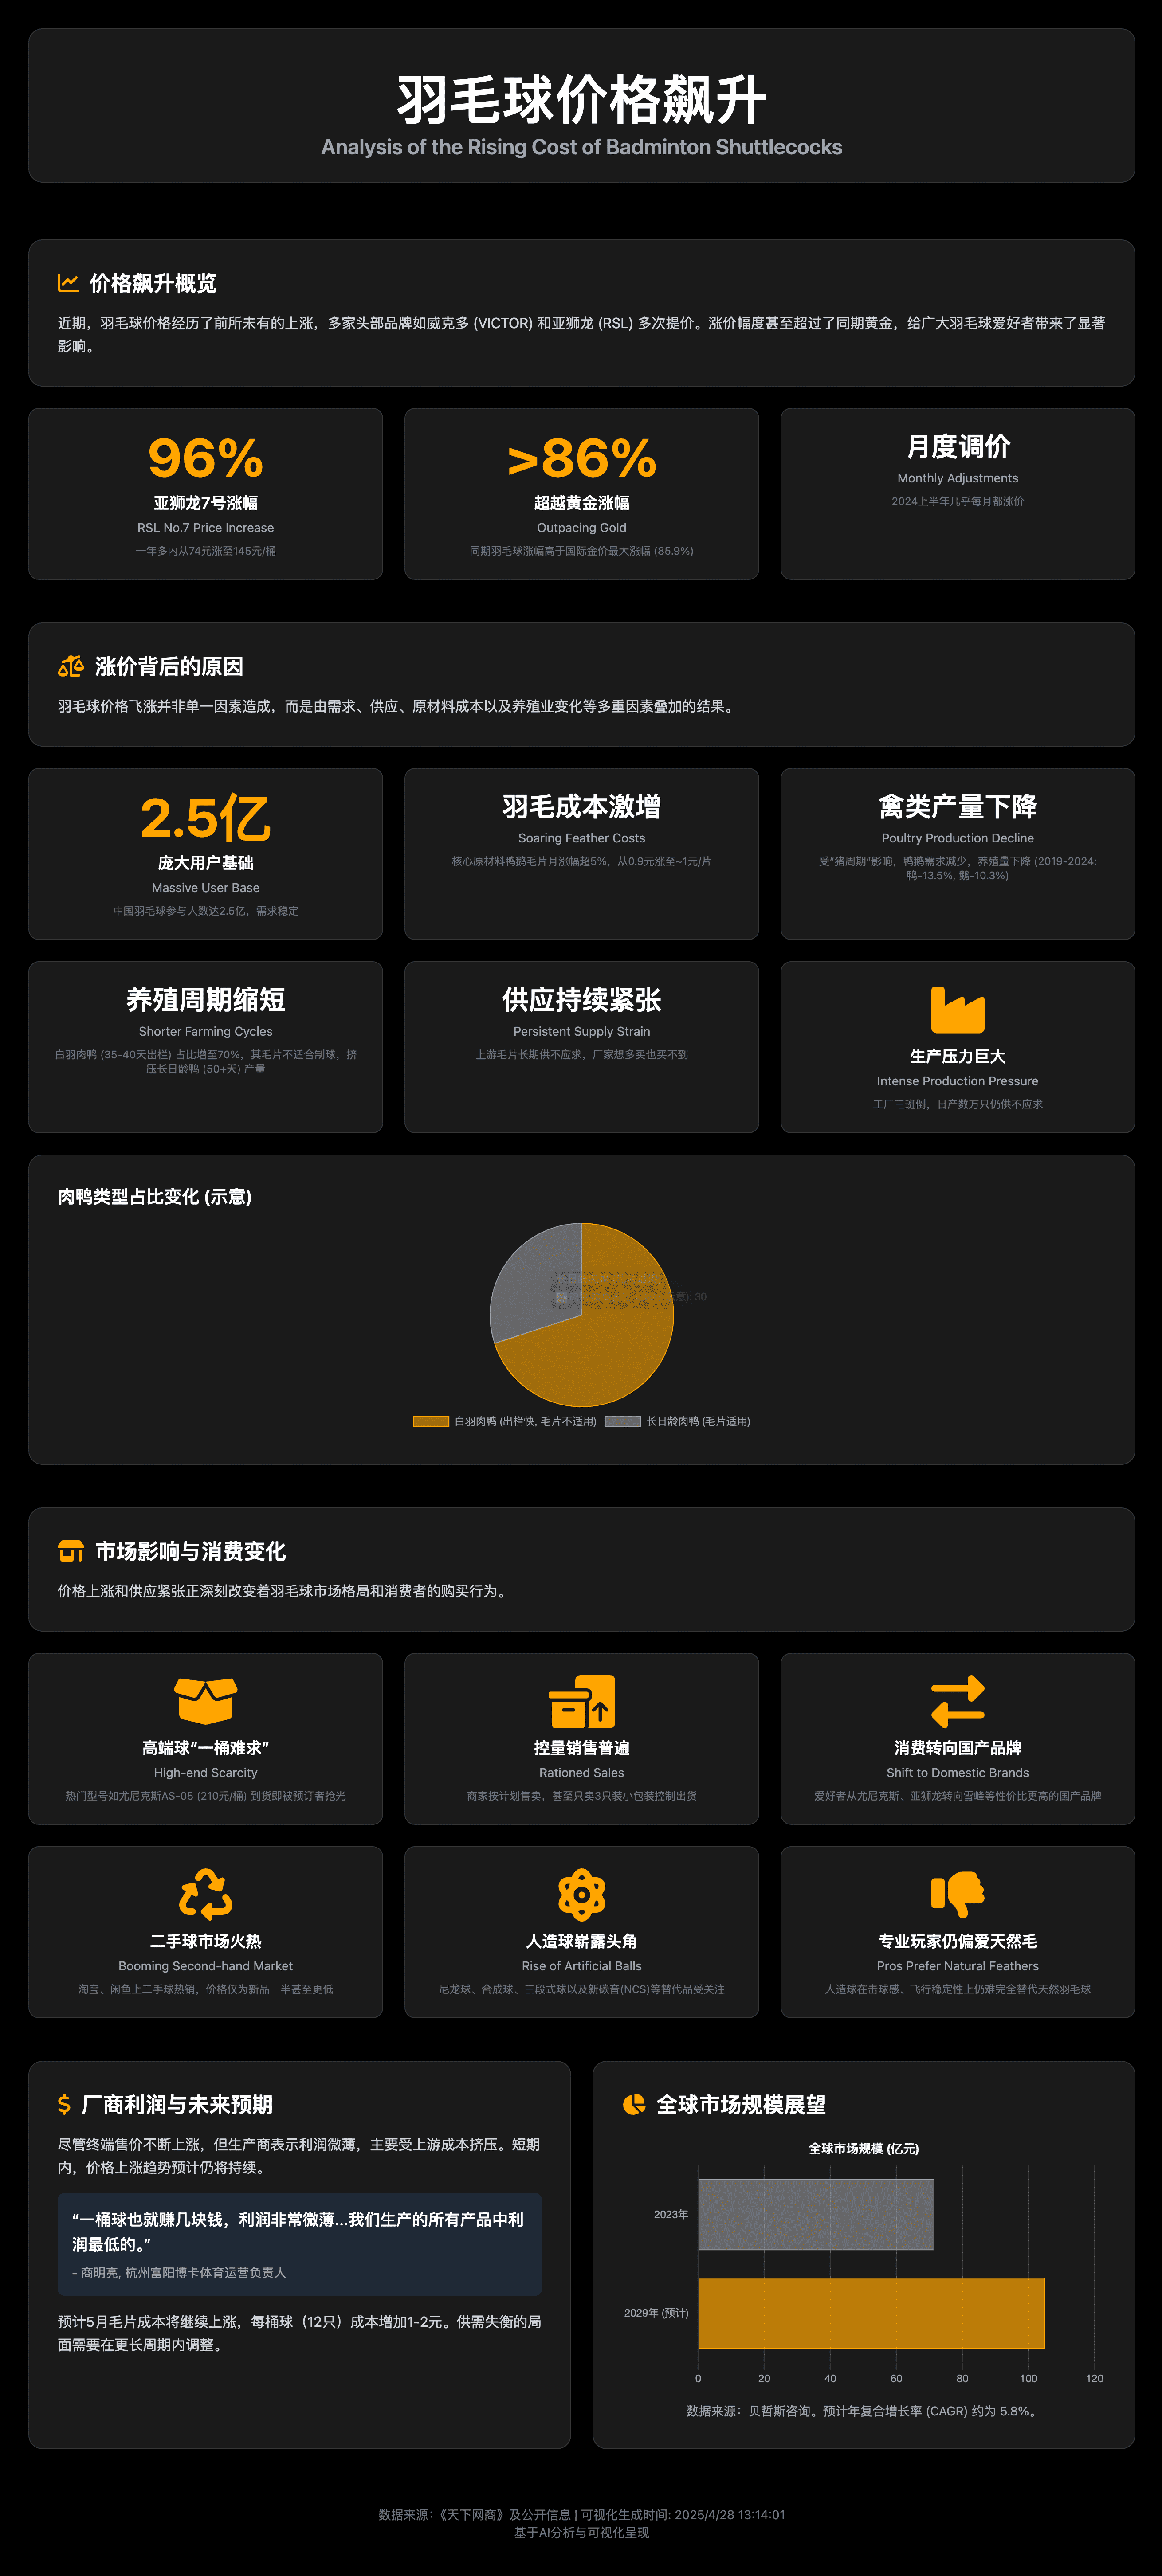 羽毛球价格飙升
Analysis of the Rising Cost of Badminton Shuttlecocks
价格飙升概览
近期，羽毛球价格经历了前所未有的上涨，多家头部品牌如威克多 (VICTOR) 和亚狮龙 (RSL) 多次提价。涨价幅度甚至超过了同期黄金，给广大羽毛球爱好者带来了显著
影响。
96%
亚狮龙7号涨幅
RSL No.7 Price Increase
一年多内从74元涨至145元/桶
>86%
超越黄金涨幅
Outpacing Gold
同期羽毛球涨幅高于国际金价最大涨幅 (85.9%)
月度调价
Monthly Adjustments
2024上半年几乎每月都涨价
涨价背后的原因
羽毛球价格飞涨并非单一因素造成，而是由需求、供应、原材料成本以及养殖业变化等多重因素叠加的结果。
2.5亿
庞大用户基础
Massive User Base
中国羽毛球参与人数达2.5亿，需求稳定
羽毛成本激增
Soaring Feather Costs
核心原材料鸭鹅毛片月涨幅超5%，从0.9元涨至~1元/片
禽类产量下降
Poultry Production Decline
受“猪周期”影响，鸭鹅需求减少，养殖量下降 (2019-2024:
鸭-13.5%, 鹅-10.3%)
养殖周期缩短
Shorter Farming Cycles
白羽肉鸭 (35-40天出栏) 占比增至70%，其毛片不适合制球，挤
压长日龄鸭 (50+天) 产量
供应持续紧张
Persistent Supply Strain
上游毛片长期供不应求，厂家想多买也买不到
生产压力巨大
Intense Production Pressure
工厂三班倒，日产数万只仍供不应求
肉鸭类型占比变化 (示意)
长日龄肉鸭 (毛片适用)
肉鸭类型占比 (2023 示意): 30
白羽肉鸭 (出栏快, 毛片不适用)
长日龄肉鸭 (毛片适用)
市场影响与消费变化
价格上涨和供应紧张正深刻改变着羽毛球市场格局和消费者的购买行为。
高端球“一桶难求”
High-end Scarcity
热门型号如尤尼克斯AS-05 (210元/桶) 到货即被预订者抢光
控量销售普遍
Rationed Sales
商家按计划售卖，甚至只卖3只装小包装控制出货
消费转向国产品牌
Shift to Domestic Brands
爱好者从尤尼克斯、亚狮龙转向雪峰等性价比更高的国产品牌
二手球市场火热
Booming Second-hand Market
淘宝、闲鱼上二手球热销，价格仅为新品一半甚至更低
人造球崭露头角
Rise of Artificial Balls
尼龙球、合成球、三段式球以及新碳音(NCS)等替代品受关注
专业玩家仍偏爱天然毛
Pros Prefer Natural Feathers
人造球在击球感、飞行稳定性上仍难完全替代天然羽毛球
厂商利润与未来预期
尽管终端售价不断上涨，但生产商表示利润微薄，主要受上游成本挤压。短期
内，价格上涨趋势预计仍将持续。
“一桶球也就赚几块钱，利润非常微薄...我们生产的所有产品中利
润最低的。”
- 商明亮, 杭州富阳博卡体育运营负责人
预计5月毛片成本将继续上涨，每桶球（12只）成本增加1-2元。供需失衡的局
面需要在更长周期内调整。
全球市场规模展望
全球市场规模 (亿元)
2023年
2029年 (预计)
0 20 40 60 80 100 120
数据来源：贝哲斯咨询。预计年复合增长率 (CAGR) 约为 5.8%。
数据来源:《天下网商》及公开信息 | 可视化生成时间: 2025/4/28 13:14:01
基于AI分析与可视化呈现